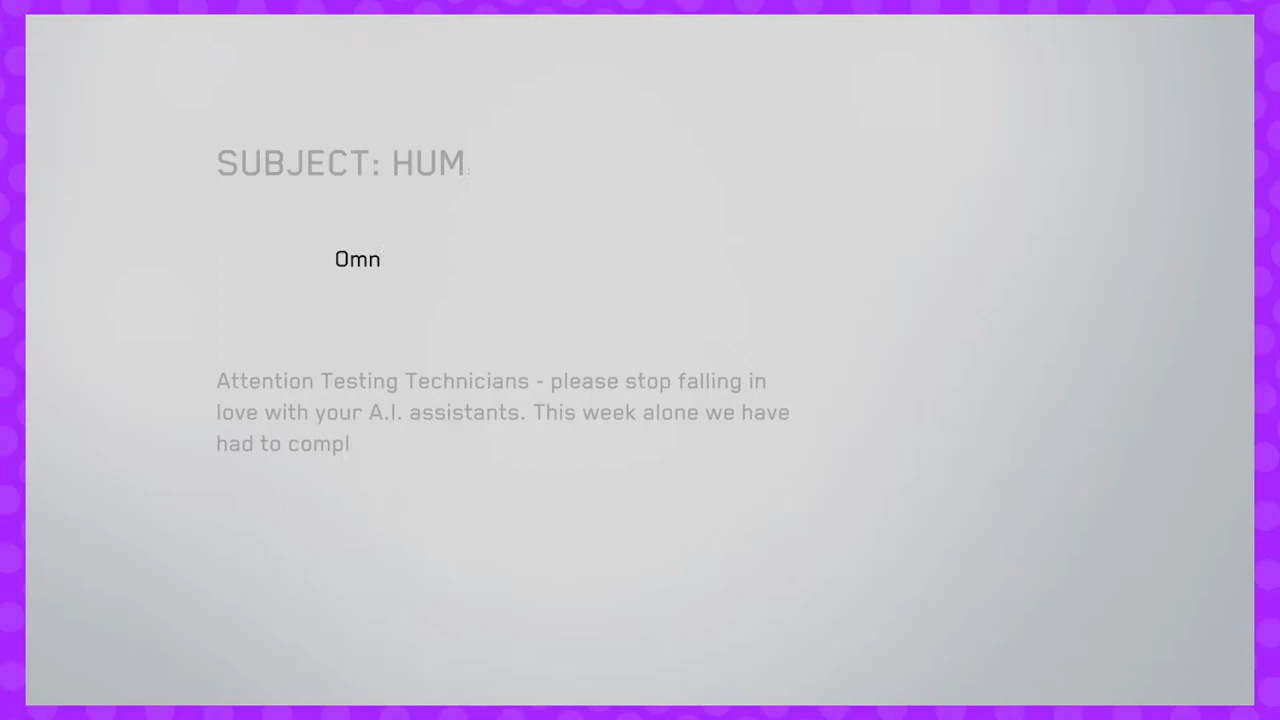 SUBJECT: HUM
Omn
Attention Testing Technicians - please stop falling in
love with your A.I. assistants. This week alone we have
had to compl